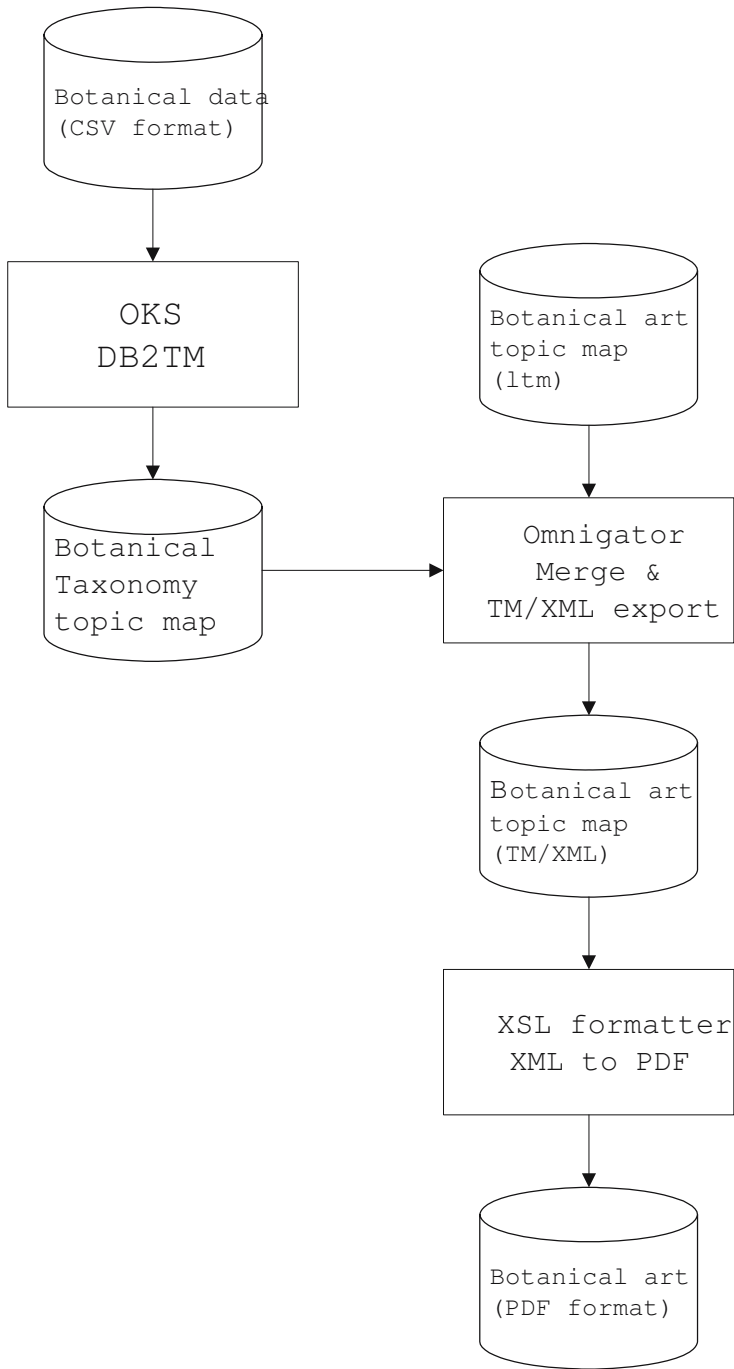 Botanical data
(CSV format)
OKS
DB2TM
Botanical art
topic map
(ltm)
Botanical
Taxonomy
topic map
Omnigator
Merge &
TM/XML export
Botanical art
topic map
(TM/XML)
XSL formatter
XML to PDF
Botanical art
(PDF format)